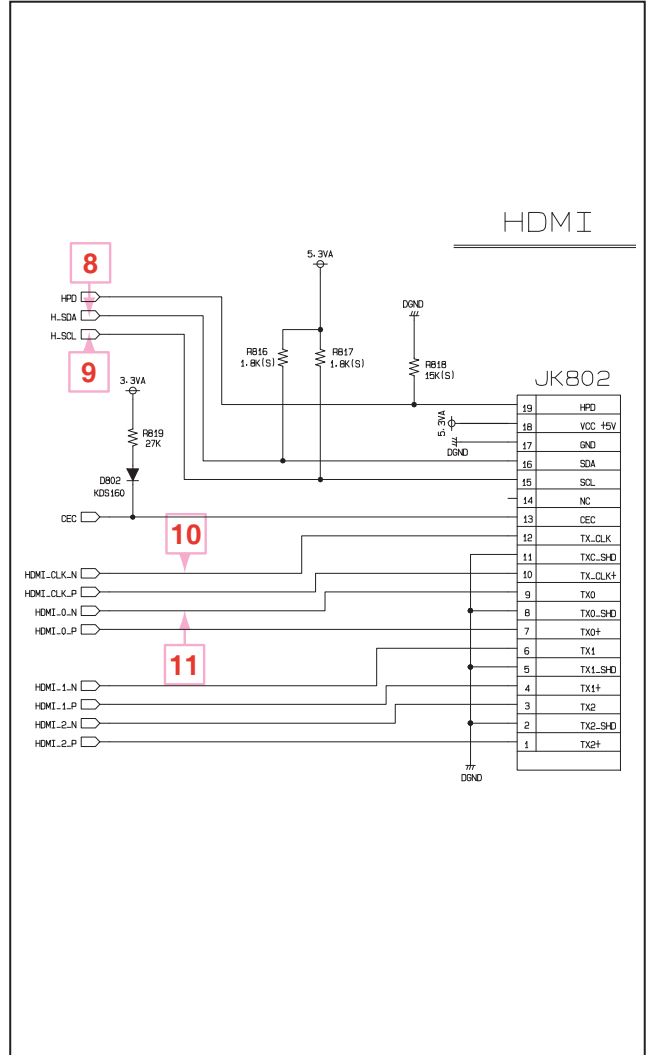 HDMI
8
5.3VA
HPD
DGND
H_SDA
H_SCL
R816
1.8K(S)
R817
1.8K(S)
R818
15K(S)
9
3.3VA
JK802
R819
27K
5.3VA
DGND
D802
KDS160
CEC
10
HDMI_CLK_N
HDMI_CLK_P
HDMI_0_N
HDMI_0_P
11
HDMI_1_N
HDMI_1_P
HDMI_2_N
HDMI_2_P
19 HPD
18 VCC +5V
17 GND
16 SDA
15 SCL
14 NC
13 CEC
12 TX_CLK
11 TXC_SHD
10 TX_CLK+
9 TX0
8 TX0_SHD
7 TX0+
6 TX1
5 TX1_SHD
4 TX1+
3 TX2
2 TX2_SHD
1 TX2+
DGND